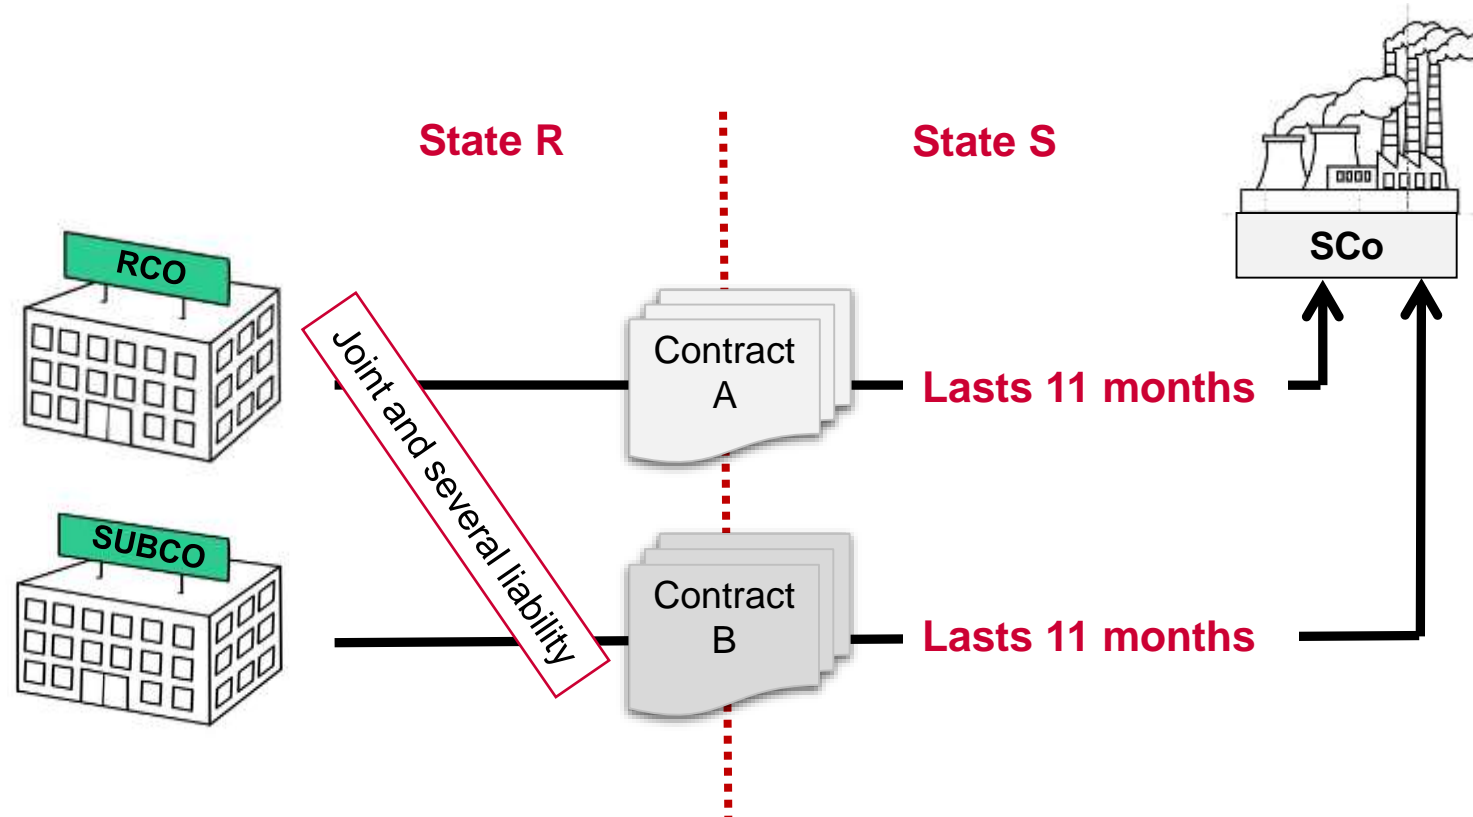 State R
State S
RCO
SCo
Joint and several liability
Contract
A
Lasts 11 months
SUBCO
Contract
B
Lasts 11 months